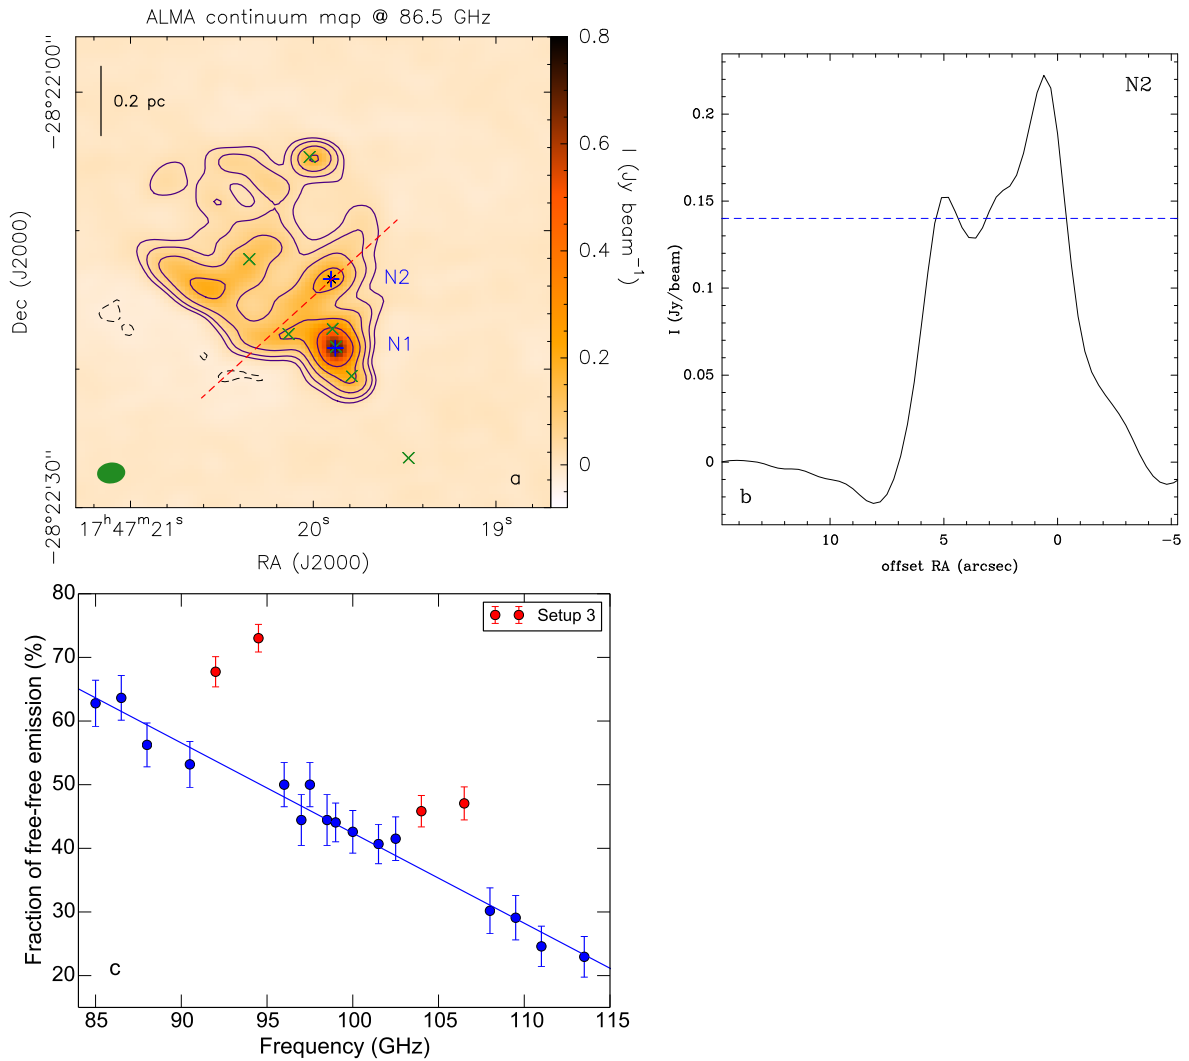 ALMA continuum map @ 86.5 GHz
0.2 pc
N2
N1
a
−28°22'00"
−28°22'30"
Dec (J2000)
17ʰ47ᵐ21ˢ
20ˢ
19ˢ
RA (J2000)
0.8
0.6
0.4
0.2
0
I (Jy beam⁻¹)
N2
0.2
0.15
0.1
0.05
0
I (Jy/beam)
b
10
5
0
−5
offset RA (arcsec)
80
70
60
50
40
30
20
Fraction of free-free emission (%)
Setup 3
c
85
90
95
100
105
110
115
Frequency (GHz)